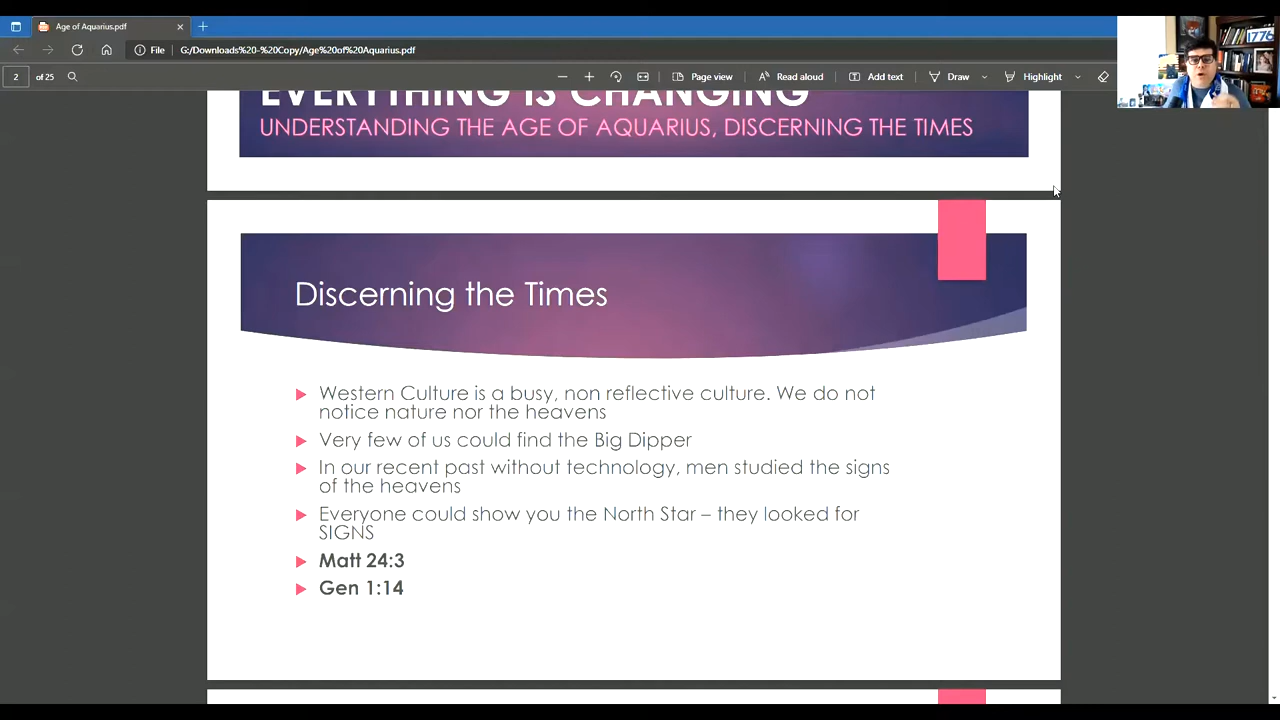 Age of Aquarius.pdf
File
G:/Downloads%20-%20Copy/Age%20of%20Aquarius.pdf
2 of 25
Page view
Read aloud
Add text
Draw
Highlight
1776
EVERYTHING IS CHANGING
UNDERSTANDING THE AGE OF AQUARIUS, DISCERNING THE TIMES
Discerning the Times
Western Culture is a busy, non reflective culture. We do not
notice nature nor the heavens
Very few of us could find the Big Dipper
In our recent past without technology, men studied the signs
of the heavens
Everyone could show you the North Star – they looked for
SIGNS
Matt 24:3
Gen 1:14